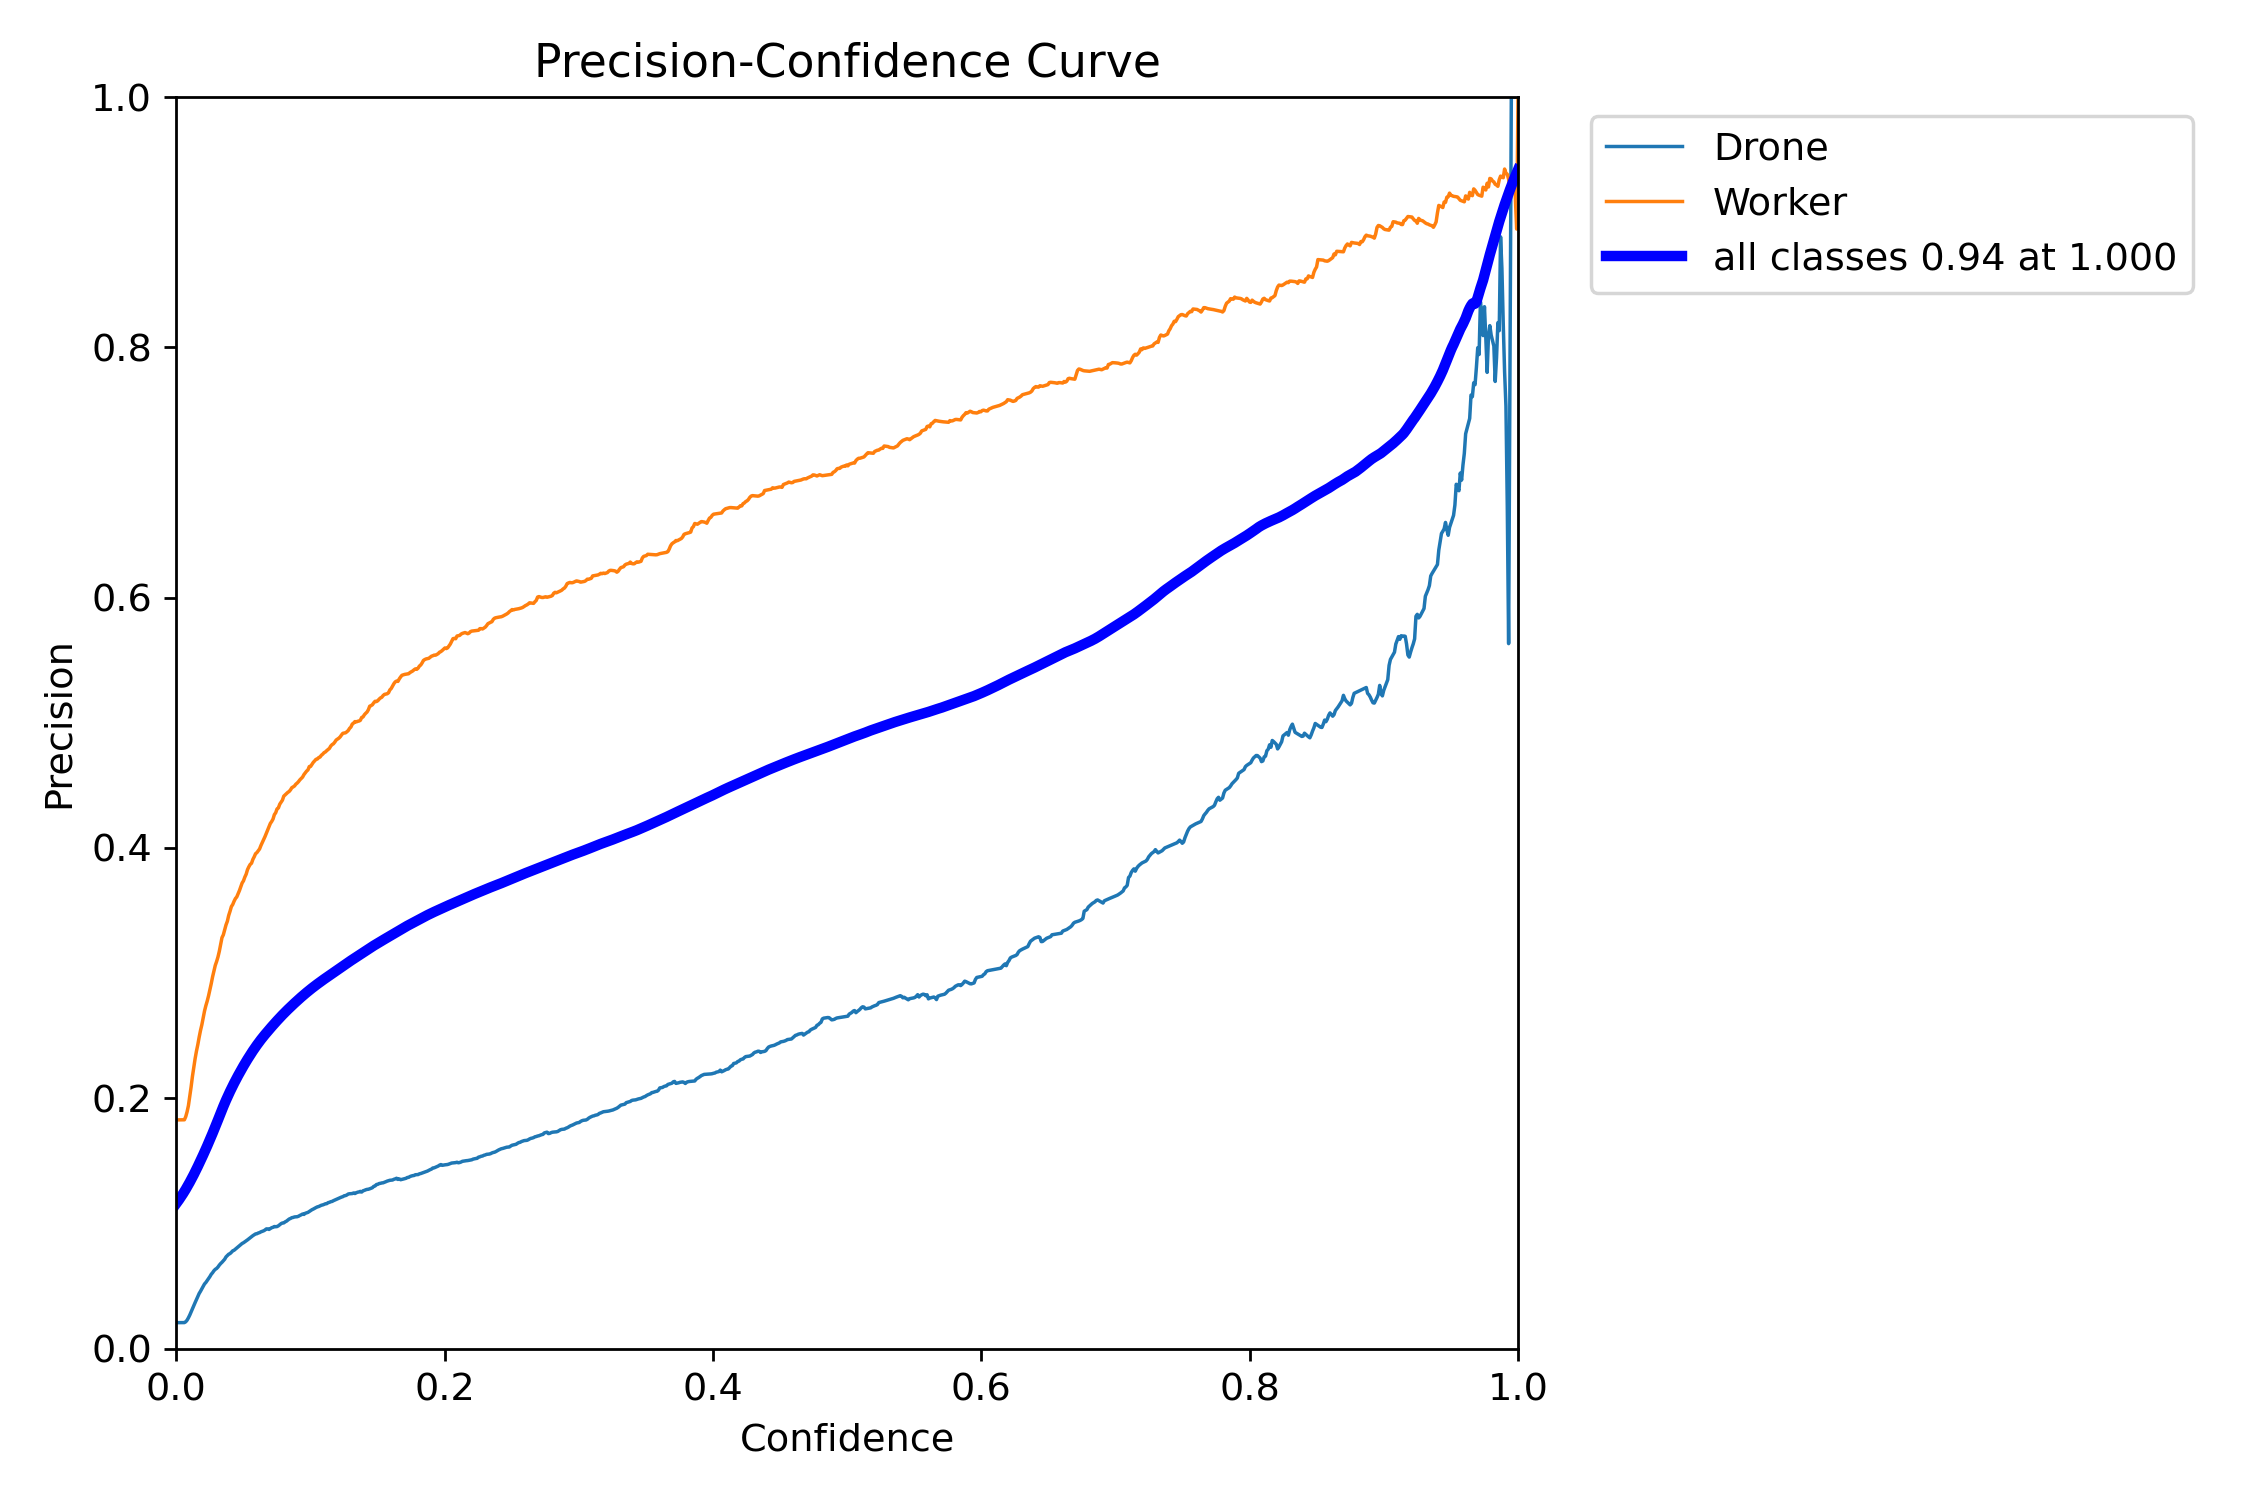 Precision-Confidence Curve
1.0
0.8
0.6
0.4
0.2
0.0
Precision
0.0 0.2 0.4 0.6 0.8 1.0
Confidence
Drone
Worker
all classes 0.94 at 1.000